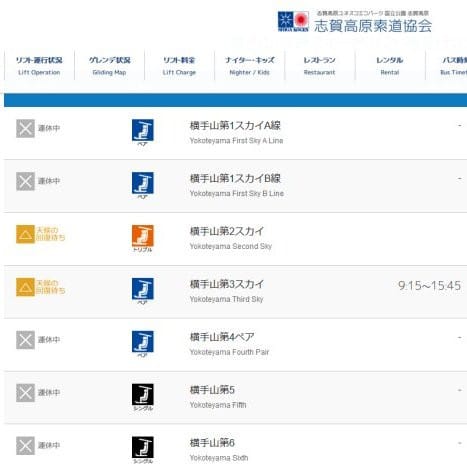 志賀高原ユネスコエコパーク 国立公園 志賀高原
志賀高原索道協会
SHIGA KOGEN
リフト・運行状況 ゲレンデ状況 リフト・料金 ナイター・キッズ レストラン レンタル バス時
Lift Operation Gliding Map Lift Charge Nighter / Kids Restaurant Rental Bus Timet
運休中 ペア 横手山第1スカイA線 -
Yokoteyama First Sky A Line
運休中 ペア 横手山第1スカイB線 -
Yokoteyama First Sky B Line
天候の
回復待ち トリプル 横手山第2スカイ -
Yokoteyama Second Sky
天候の
回復待ち ペア 横手山第3スカイ 9:15～15:45
Yokoteyama Third Sky
運休中 ペア 横手山第4ペア -
Yokoteyama Fourth Pair
運休中 シングル 横手山第5 -
Yokoteyama Fifth
運休中 シングル 横手山第6 -
Yokoteyama Sixth